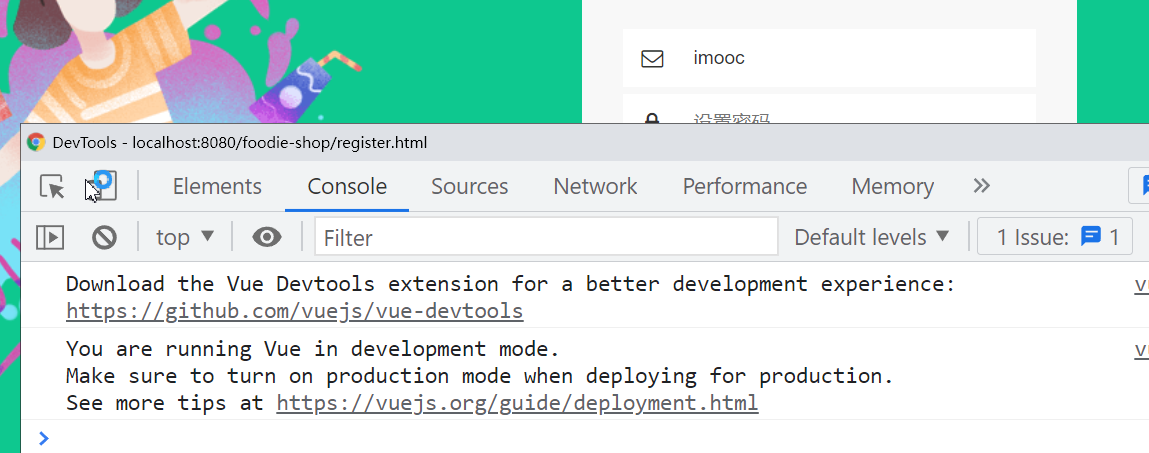 imooc
设置密码
DevTools - localhost:8080/foodie-shop/register.html
Elements Console Sources Network Performance Memory
top Filter Default levels 1 Issue: 1
Download the Vue Devtools extension for a better development experience:
https://github.com/vuejs/vue-devtools
You are running Vue in development mode.
Make sure to turn on production mode when deploying for production.
See more tips at https://vuejs.org/guide/deployment.html